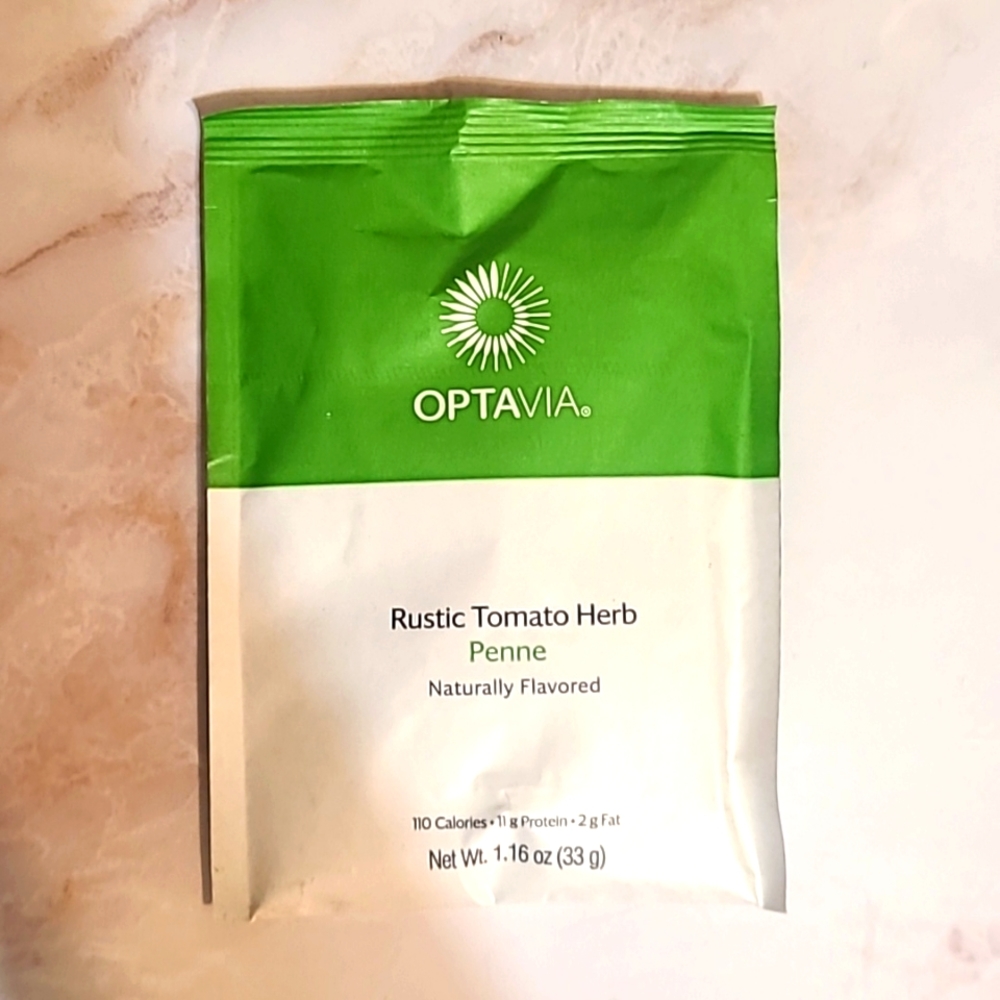 OPTAVIA®
Rustic Tomato Herb
Penne
Naturally Flavored
110 Calories • 11 g Protein • 2 g Fat
Net Wt. 1.16 oz (33 g)